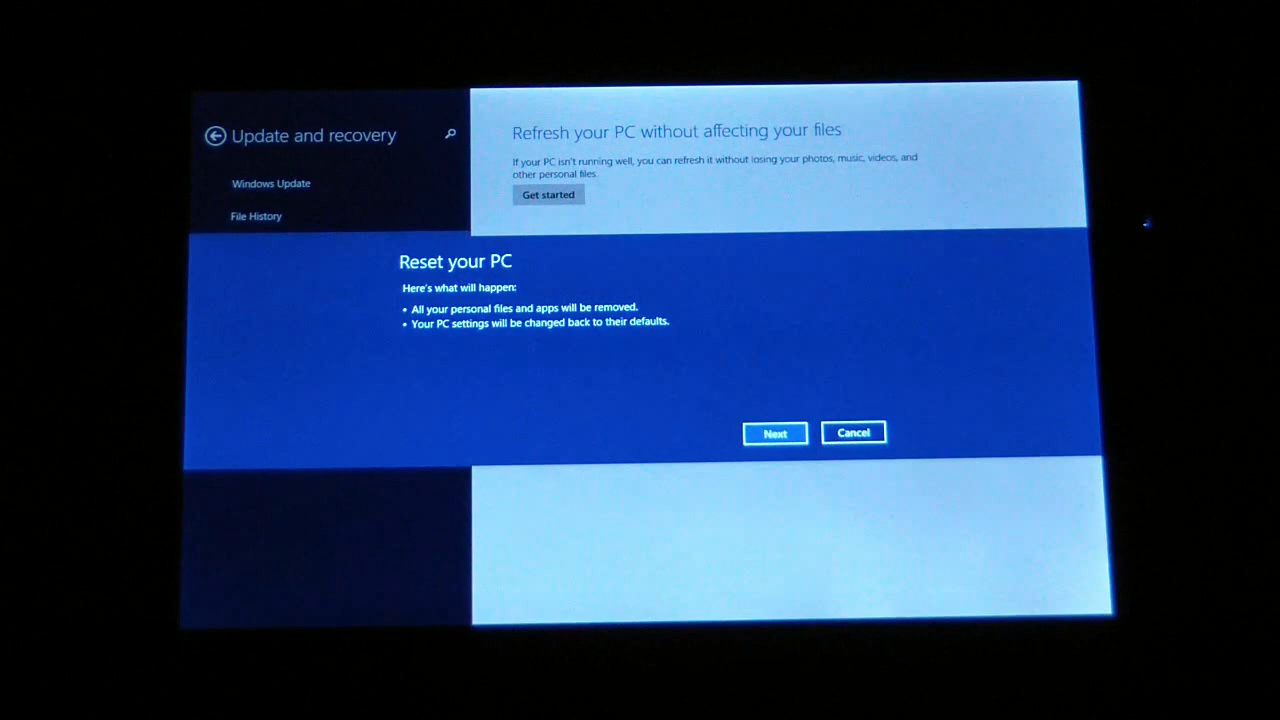 Update and recovery
Windows Update
File History
Refresh your PC without affecting your files
If your PC isn't running well, you can refresh it without losing your photos, music, videos, and
other personal files.
Get started
Reset your PC
Here's what will happen:
• All your personal files and apps will be removed.
• Your PC settings will be changed back to their defaults.
Next
Cancel